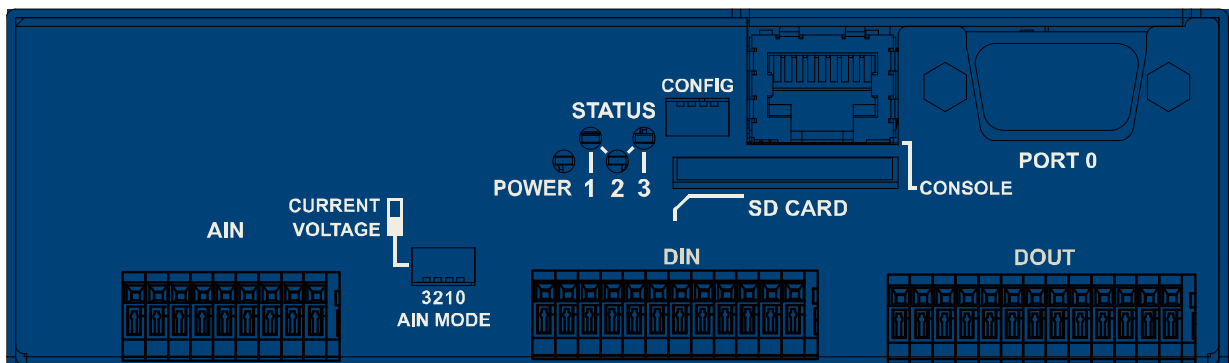 CONFIG
STATUS
POWER 1 2 3
PORT 0
CONSOLE
SD CARD
CURRENT
VOLTAGE
AIN
3210
AIN MODE
DIN
DOUT